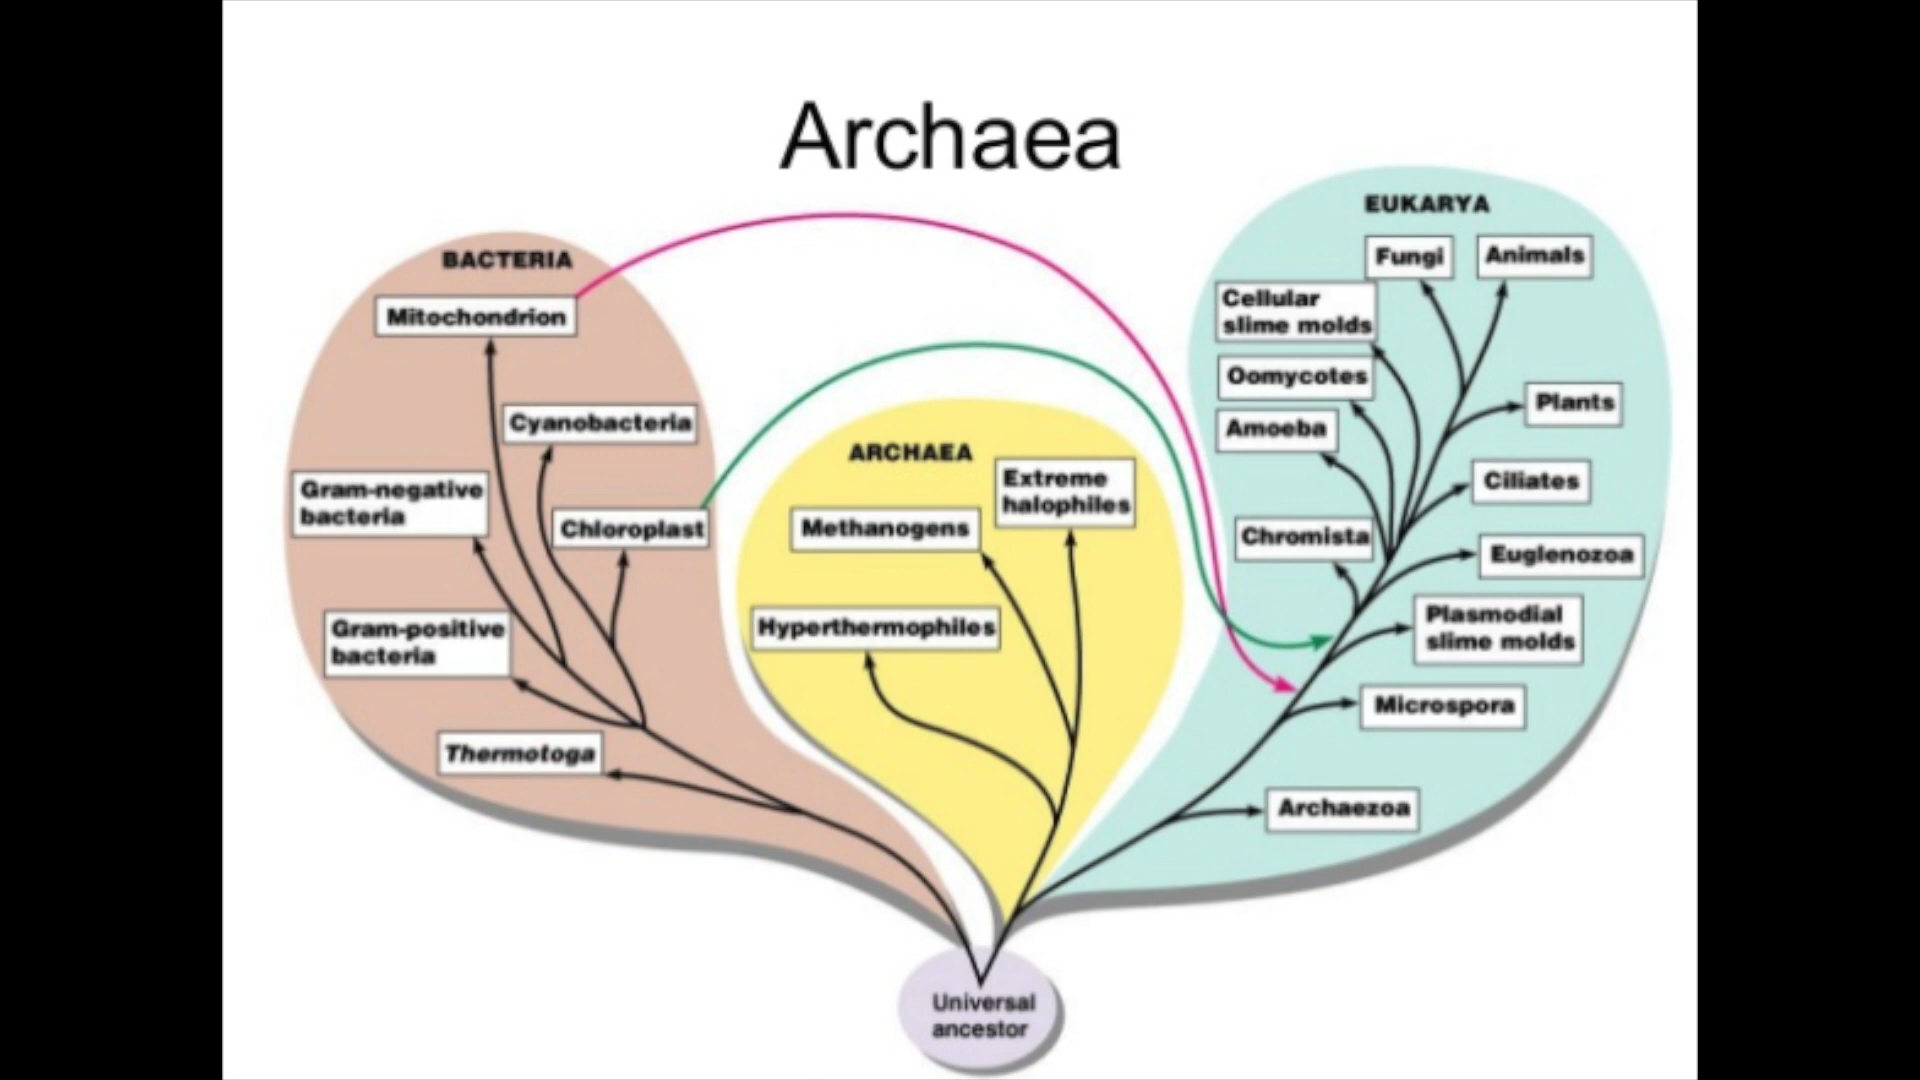 Archaea
BACTERIA
Mitochondrion
Cyanobacteria
Gram-negative
bacteria
Chloroplast
Gram-positive
bacteria
Thermotoga
ARCHAEA
Extreme
halophiles
Methanogens
Hyperthermophiles
EUKARYA
Fungi
Animals
Cellular
slime molds
Oomycotes
Plants
Amoeba
Ciliates
Chromista
Euglenozoa
Plasmodial
slime molds
Microspora
Archaezoa
Universal
ancestor